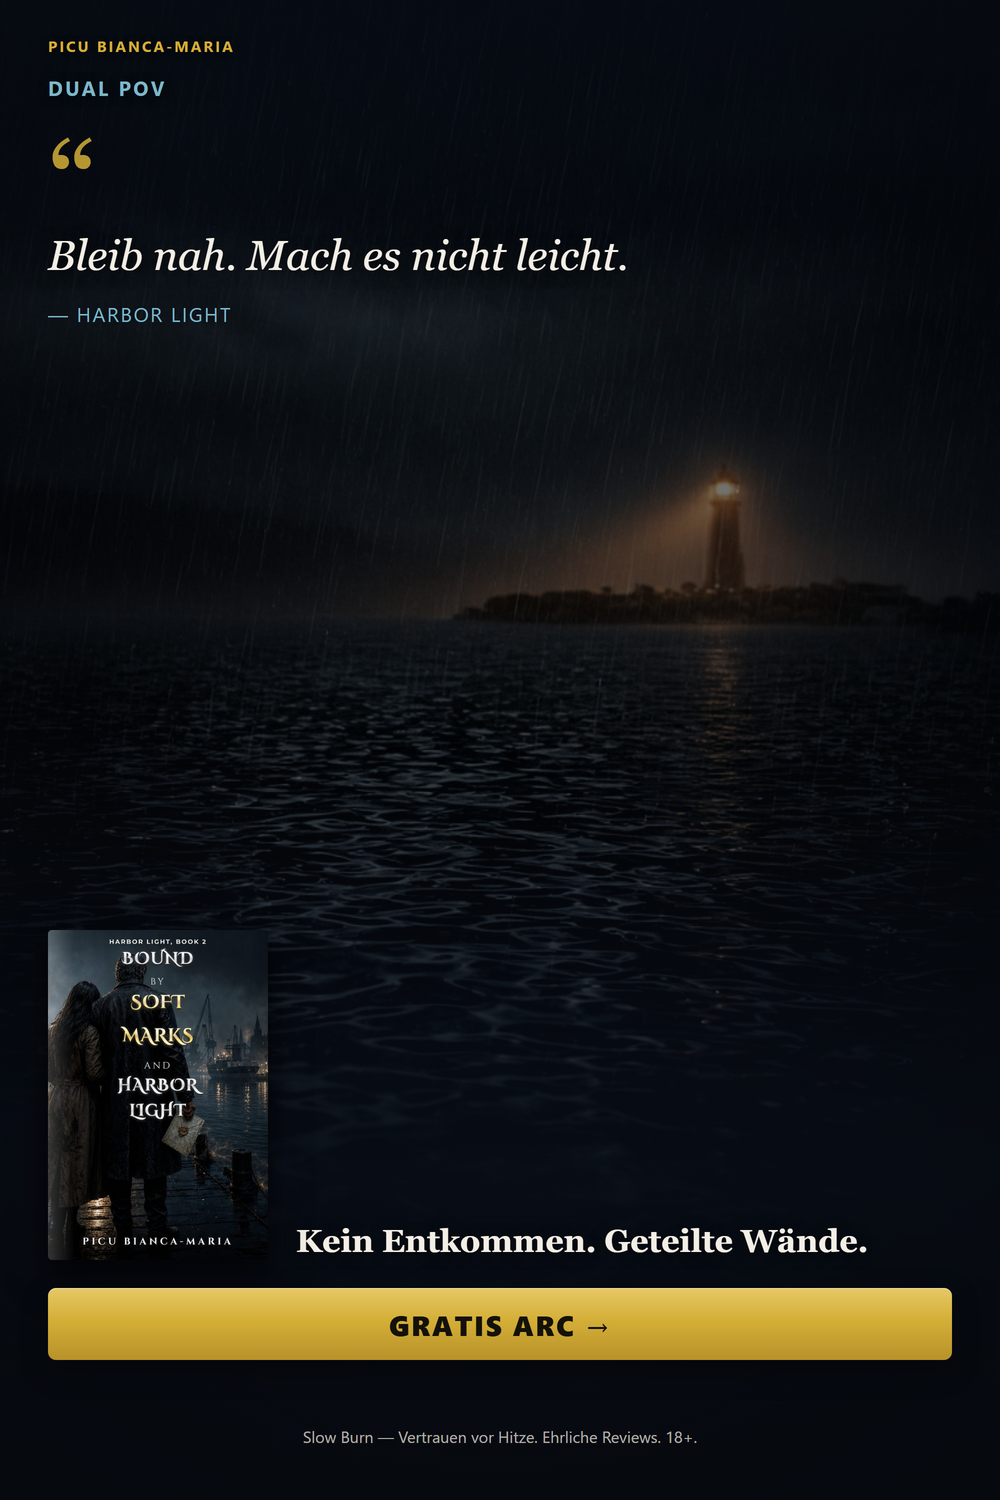 PICU BIANCA-MARIA
DUAL POV
“
Bleib nah. Mach es nicht leicht.
— HARBOR LIGHT
HARBOR LIGHT, BOOK 2
BOUND
BY
SOFT
MARKS
AND
HARBOR
LIGHT
PICU BIANCA-MARIA
Kein Entkommen. Geteilte Wände.
GRATIS ARC →
Slow Burn — Vertrauen vor Hitze. Ehrliche Reviews. 18+.